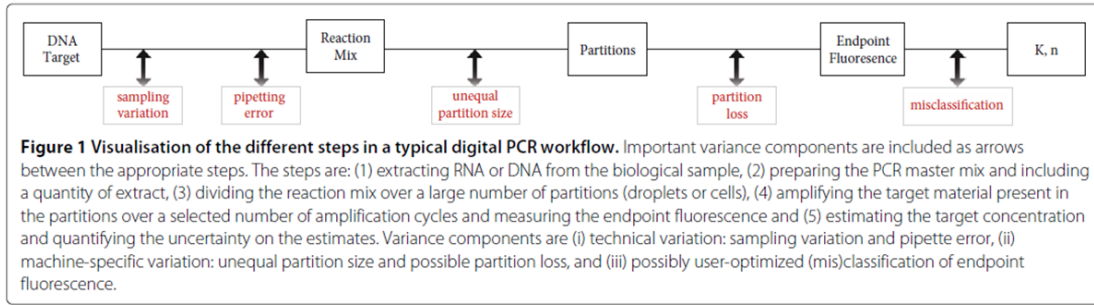 DNA
Target
Reaction
Mix
Partitions
Endpoint
Fluoresence
K, n
sampling
variation
pipetting
error
unequal
partition size
partition
loss
misclassification
Figure 1 Visualisation of the different steps in a typical digital PCR workflow. Important variance components are included as arrows
between the appropriate steps. The steps are: (1) extracting RNA or DNA from the biological sample, (2) preparing the PCR master mix and including
a quantity of extract, (3) dividing the reaction mix over a large number of partitions (droplets or cells), (4) amplifying the target material present in
the partitions over a selected number of amplification cycles and measuring the endpoint fluorescence and (5) estimating the target concentration
and quantifying the uncertainty on the estimates. Variance components are (i) technical variation: sampling variation and pipette error, (ii)
machine-specific variation: unequal partition size and possible partition loss, and (iii) possibly user-optimized (mis)classification of endpoint
fluorescence.